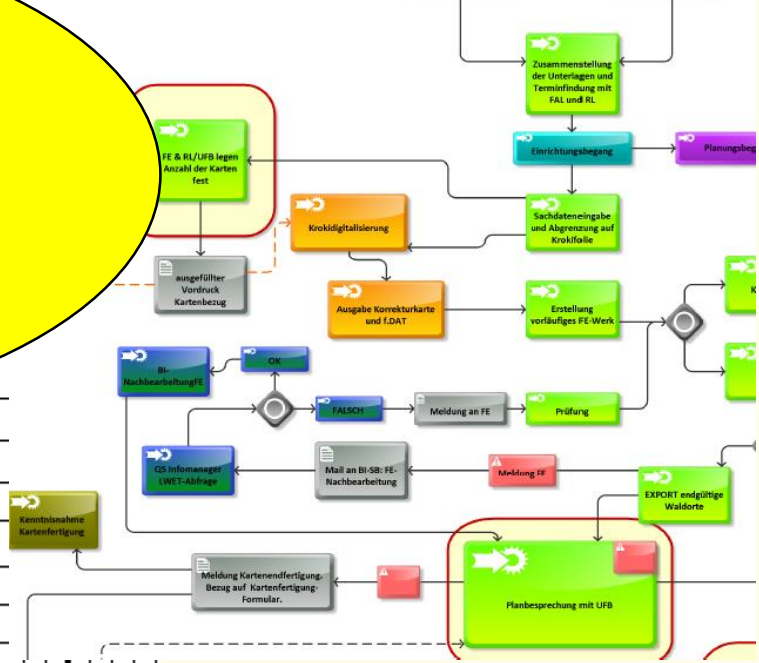 Zusammenstellung
der Unterlagen und
Terminfindung mit
FAL und RL
Einrichtungsbegang
FE & RL/UFB legen
Anzahl der Karten
fest
Sachdateneingabe
und Abgrenzung auf
Krokifolie
Krokidigitalisierung
ausgefüllter
Vordruck
Kartenbezug
Ausgabe Korrekturkarte
und f.DAT
Erstellung
vorläufiges FE-Werk
K
BI-
NachbearbeitungFE
OK
FALSCH
Meldung an FE
Prüfung
QS Infomanager
LWET-Abfrage
Mail an BI-SB: FE-
Nachbearbeitung
Meldung FE
EXPORT endgültige
Waldorte
Kenntnisnahme
Kartenfertigung
Meldung Kartenendfertigung.
Bezug auf Kartenfertigung-
Formular.
Planbesprechung mit UFB